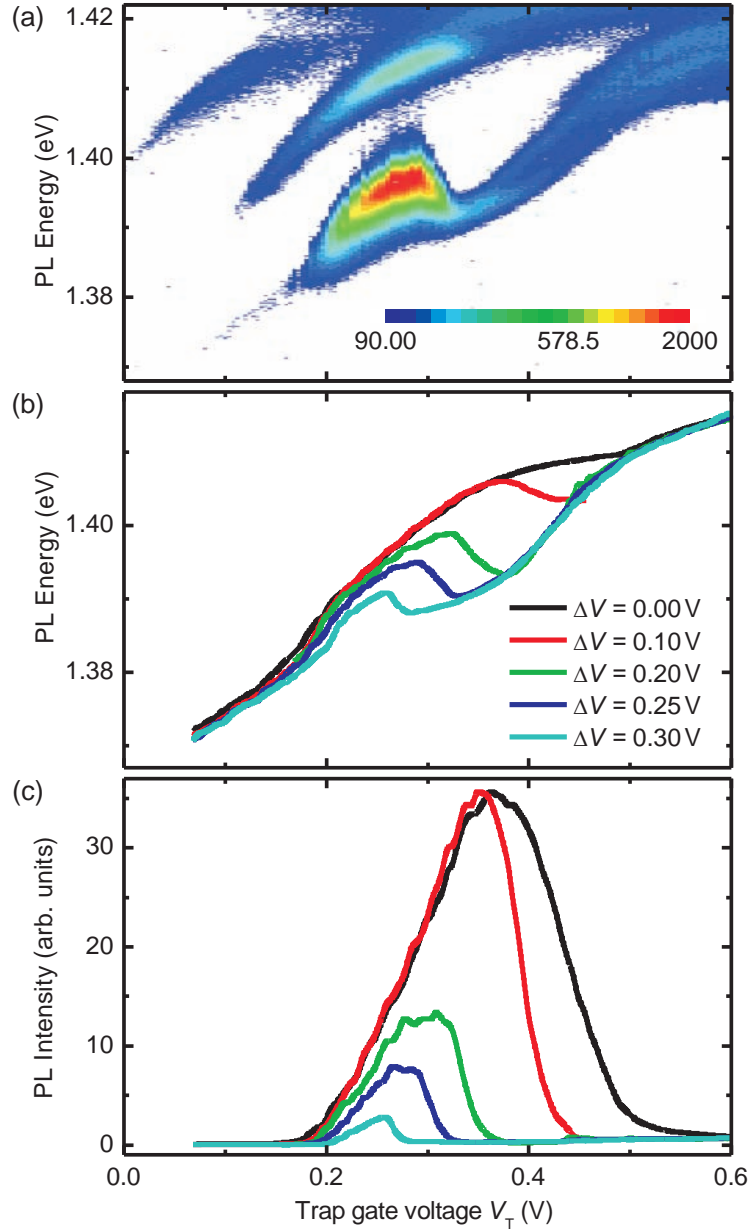 (a)
1.42
1.40
1.38
PL Energy (eV)
90.00 578.5 2000
(b)
1.40
1.38
PL Energy (eV)
ΔV = 0.00 V
ΔV = 0.10 V
ΔV = 0.20 V
ΔV = 0.25 V
ΔV = 0.30 V
(c)
30
20
10
0
PL Intensity (arb. units)
0.0 0.2 0.4 0.6
Trap gate voltage V_T (V)